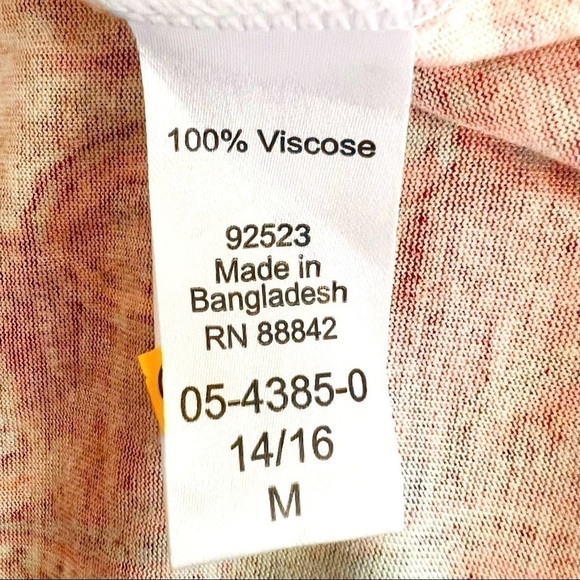 100% Viscose
92523
Made in
Bangladesh
RN 88842
05-4385-0
14/16
M